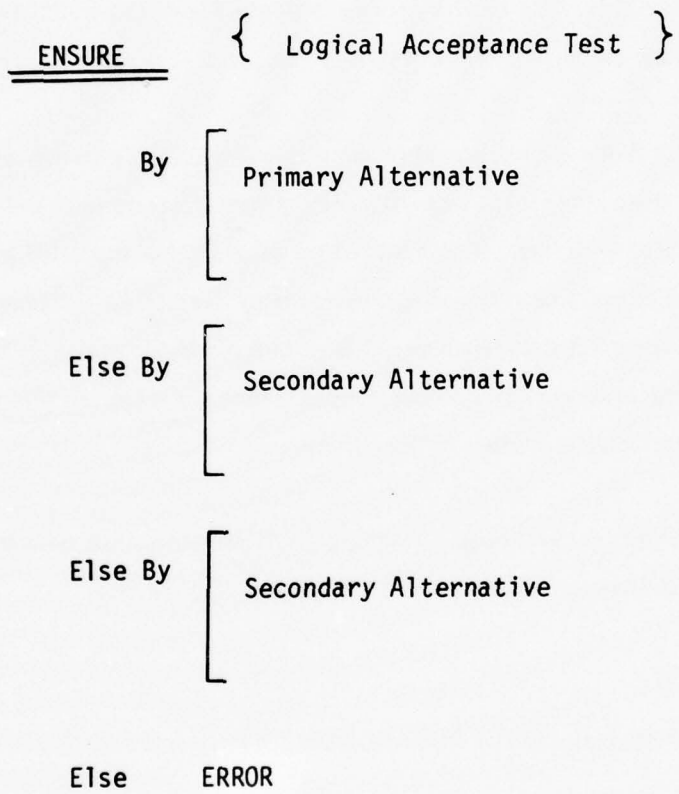 ENSURE { Logical Acceptance Test }
By Primary Alternative
Else By Secondary Alternative
Else By Secondary Alternative
Else ERROR